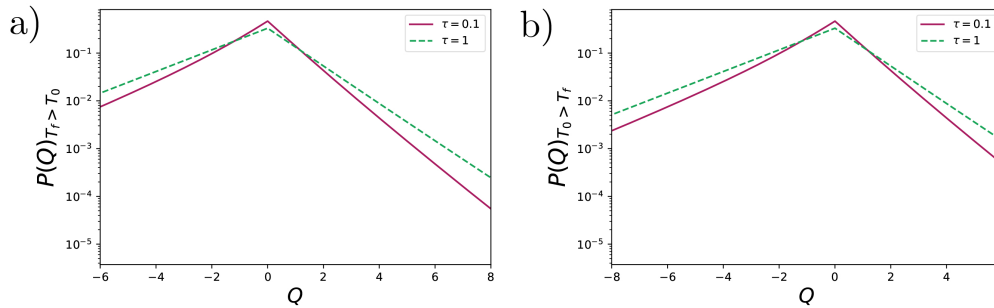 a)
P(Q)_{T_f > T_0}
10^{-1}
10^{-2}
10^{-3}
10^{-4}
10^{-5}
−6 −4 −2 0 2 4 6 8
Q
τ = 0.1
τ = 1
b)
P(Q)_{T_0 > T_f}
10^{-1}
10^{-2}
10^{-3}
10^{-4}
10^{-5}
−8 −6 −4 −2 0 2 4
Q
τ = 0.1
τ = 1